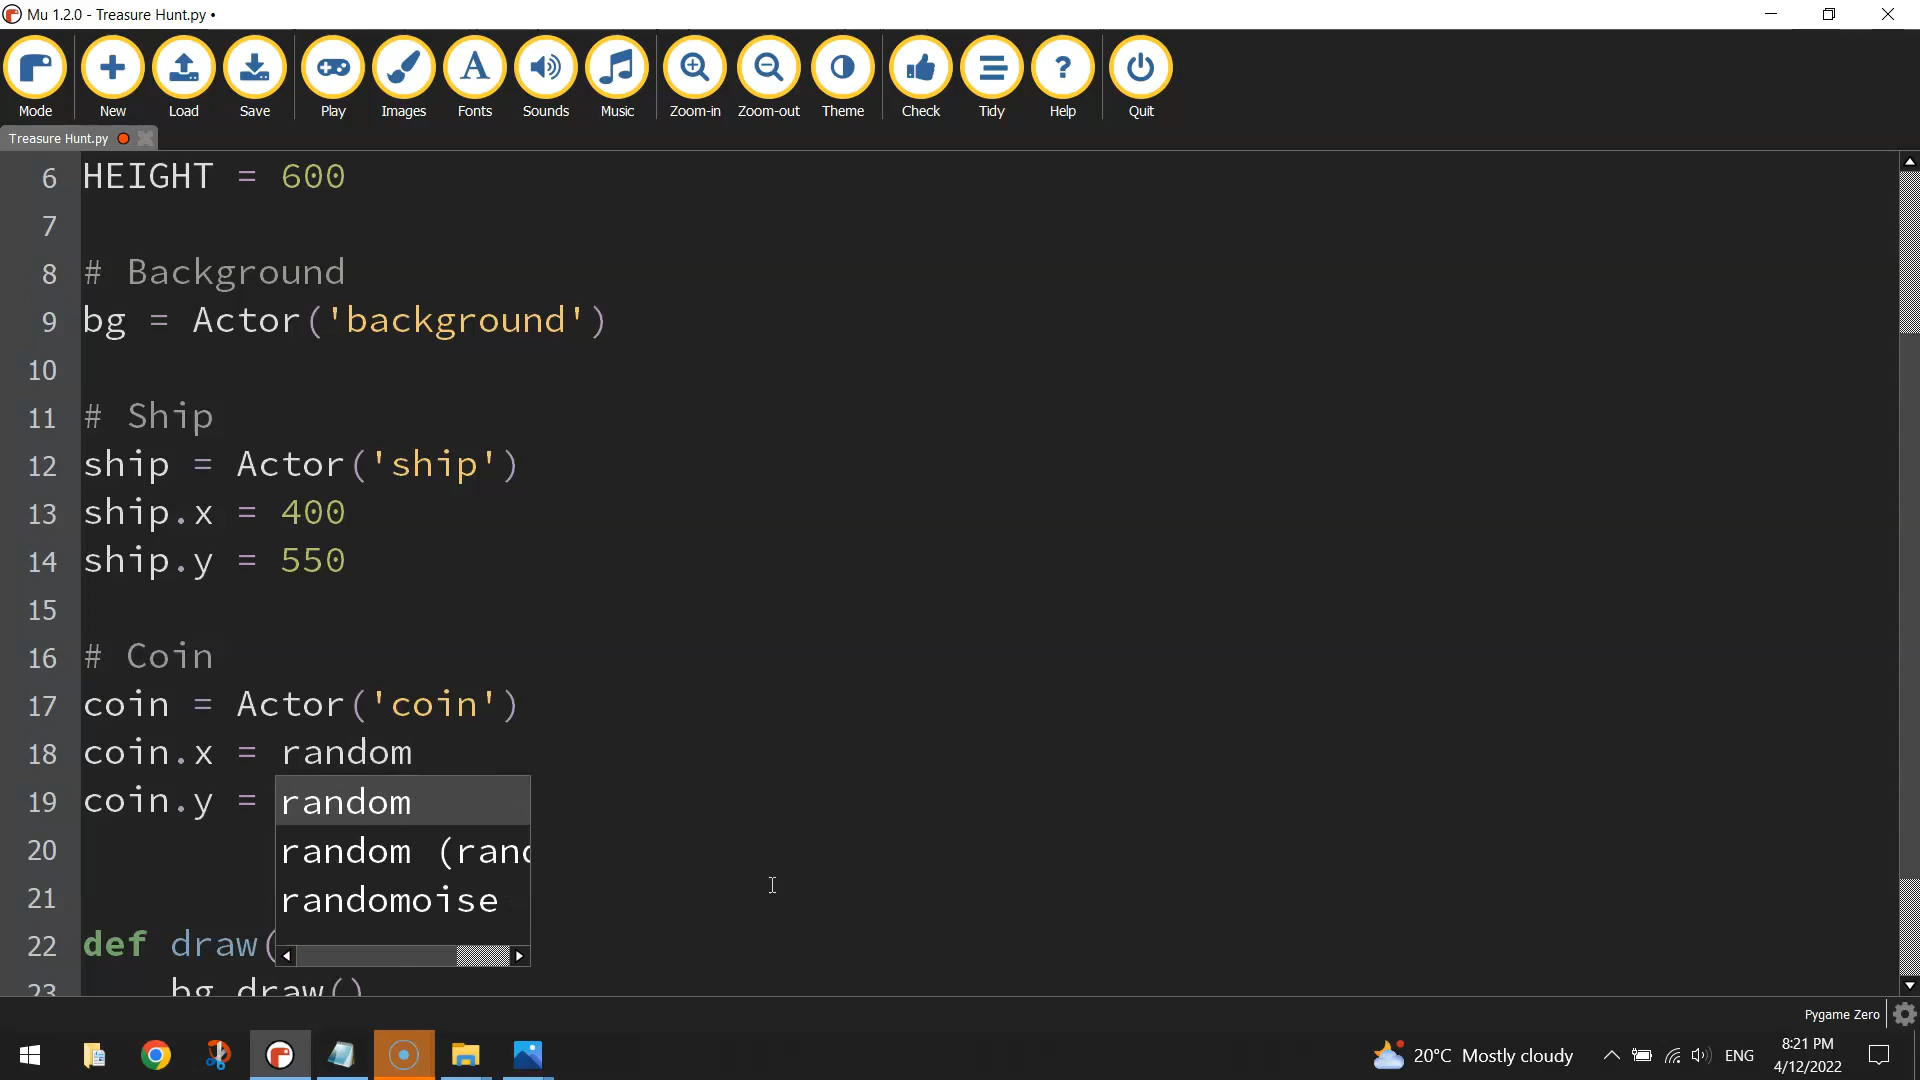 Mu 1.2.0 - Treasure Hunt.py •
Mode New Load Save Play Images Fonts Sounds Music Zoom-in Zoom-out Theme Check Tidy Help Quit
Treasure Hunt.py
6 HEIGHT = 600
7
8 # Background
9 bg = Actor('background')
10
11 # Ship
12 ship = Actor('ship')
13 ship.x = 400
14 ship.y = 550
15
16 # Coin
17 coin = Actor('coin')
18 coin.x = random
19 coin.y =
random
20
random (rand
21
randomoise
22 def draw(
23 bg.draw()
Pygame Zero
20°C Mostly cloudy
ENG
8:21 PM
4/12/2022